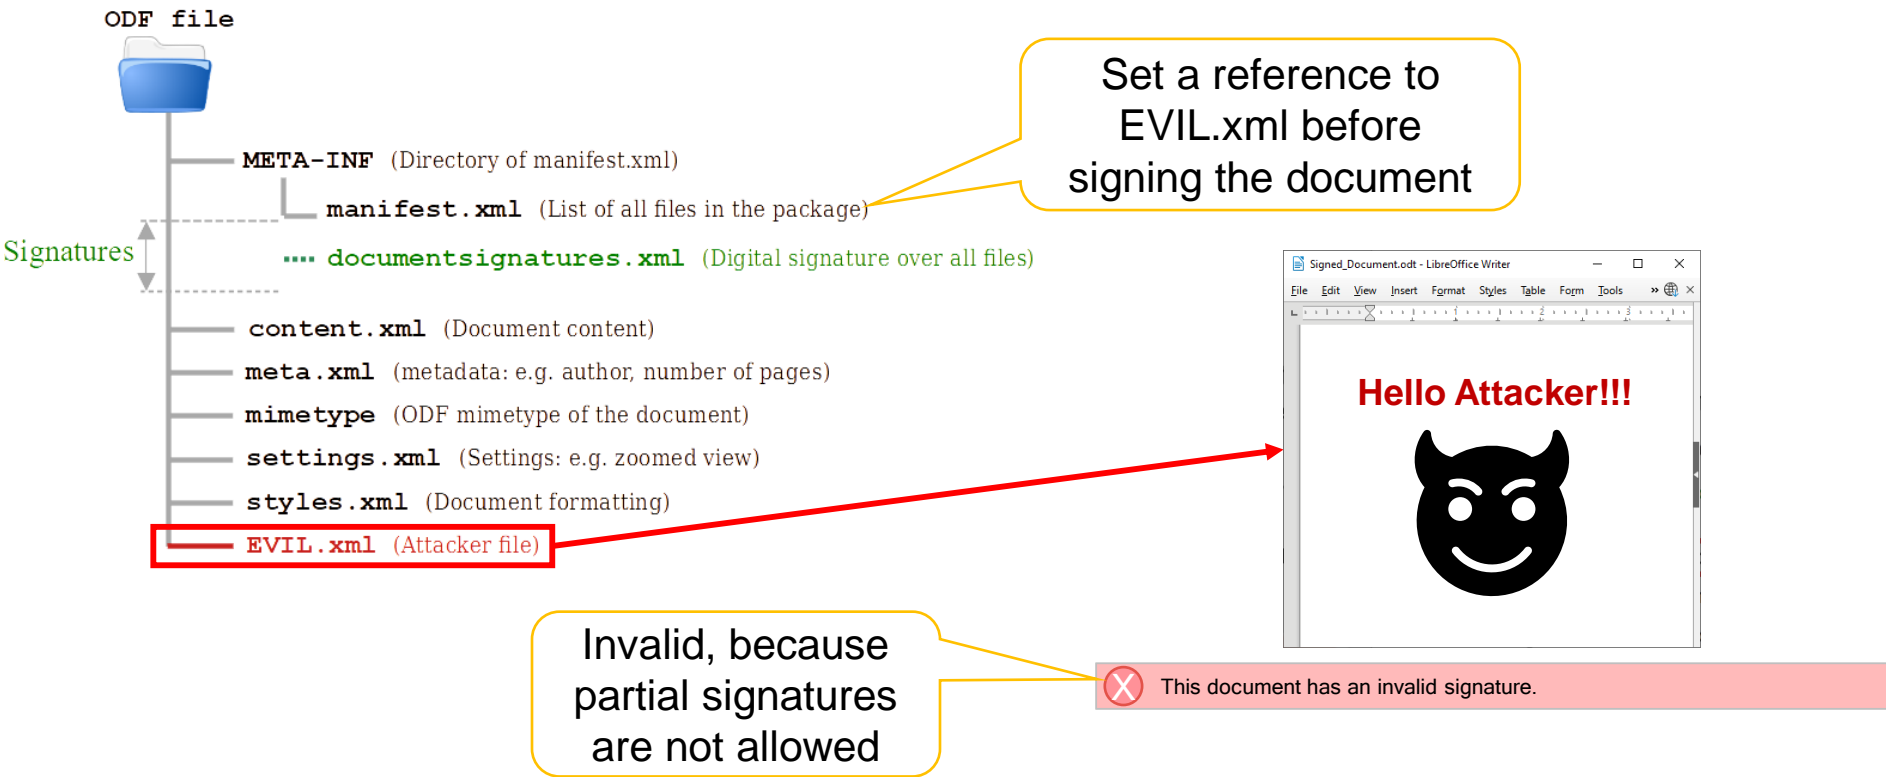 ODF file
META-INF (Directory of manifest.xml)
manifest.xml (List of all files in the package)
Signatures
documentsignatures.xml (Digital signature over all files)
content.xml (Document content)
meta.xml (metadata: e.g. author, number of pages)
mimetype (ODF mimetype of the document)
settings.xml (Settings: e.g. zoomed view)
styles.xml (Document formatting)
EVIL.xml (Attacker file)
Set a reference to
EVIL.xml before
signing the document
Signed_Document.odt - LibreOffice Writer
File Edit View Insert Format Styles Table Form Tools »
1 2 3
Hello Attacker!!!
Invalid, because
partial signatures
are not allowed
X This document has an invalid signature.